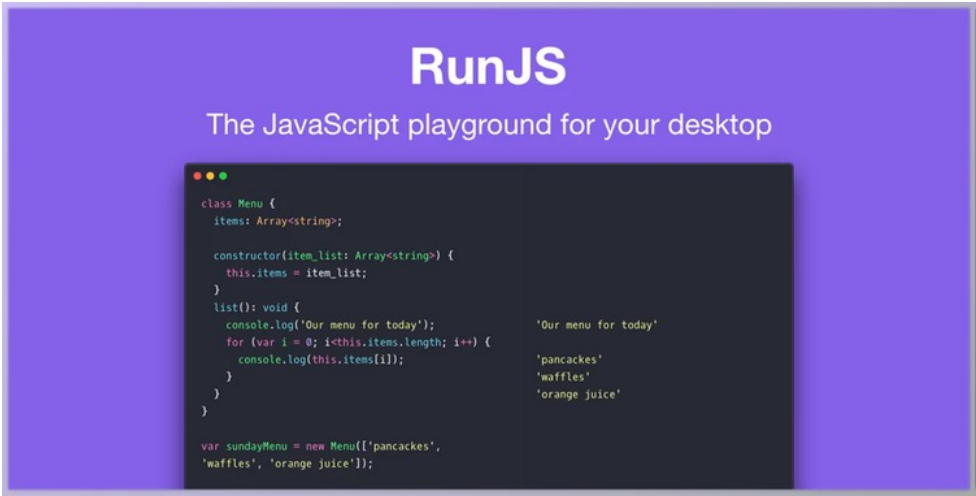 RunJS
The JavaScript playground for your desktop
class Menu {
items: Array<string>;
constructor(item_list: Array<string>) {
this.items = item_list;
}
list(): void {
console.log('Our menu for today');
'Our menu for today'
for (var i = 0; i<this.items.length; i++) {
console.log(this.items[i]);
'pancackes'
}
'waffles'
}
'orange juice'
}
var sundayMenu = new Menu(['pancackes',
'waffles', 'orange juice']);